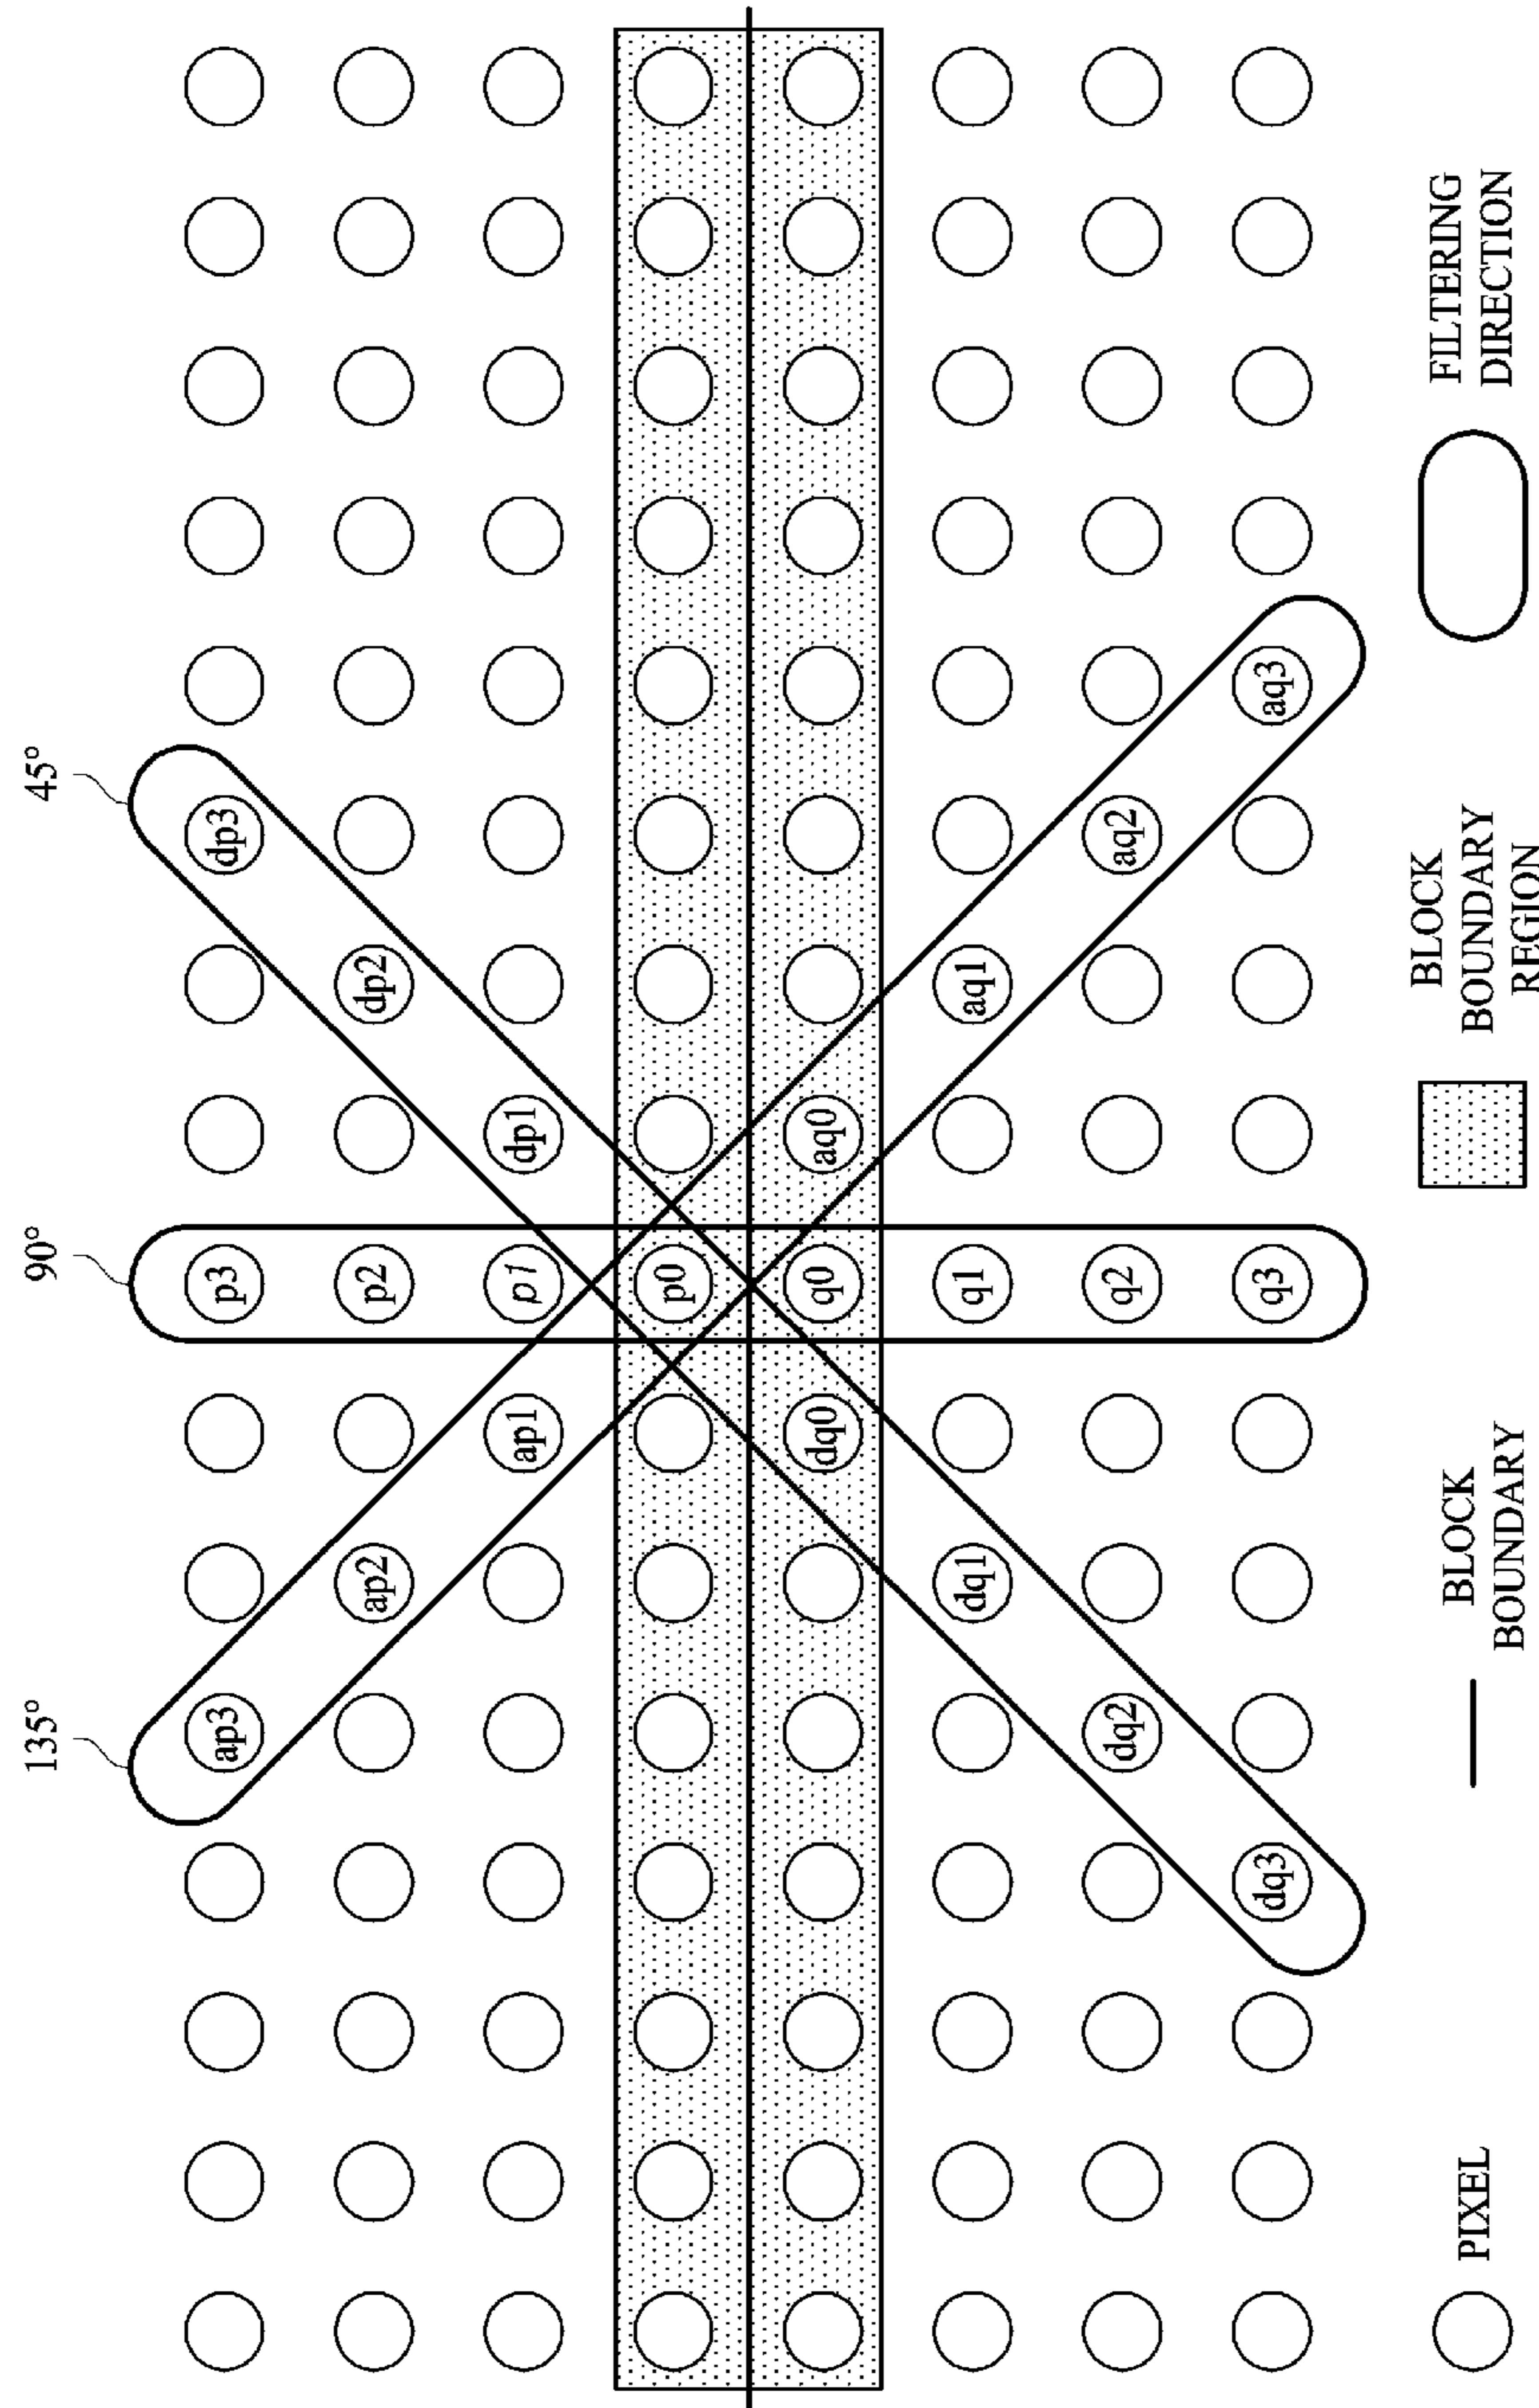 135° 90° 45°
ap3 p3 dp3
ap2 p2 dp2
ap1 p1 dp1
p0
dq0 q0 aq0
dq1 q1 aq1
dq2 q2 aq2
dq3 q3 aq3
PIXEL
BLOCK
BOUNDARY
BLOCK
BOUNDARY
REGION
FILTERING
DIRECTION